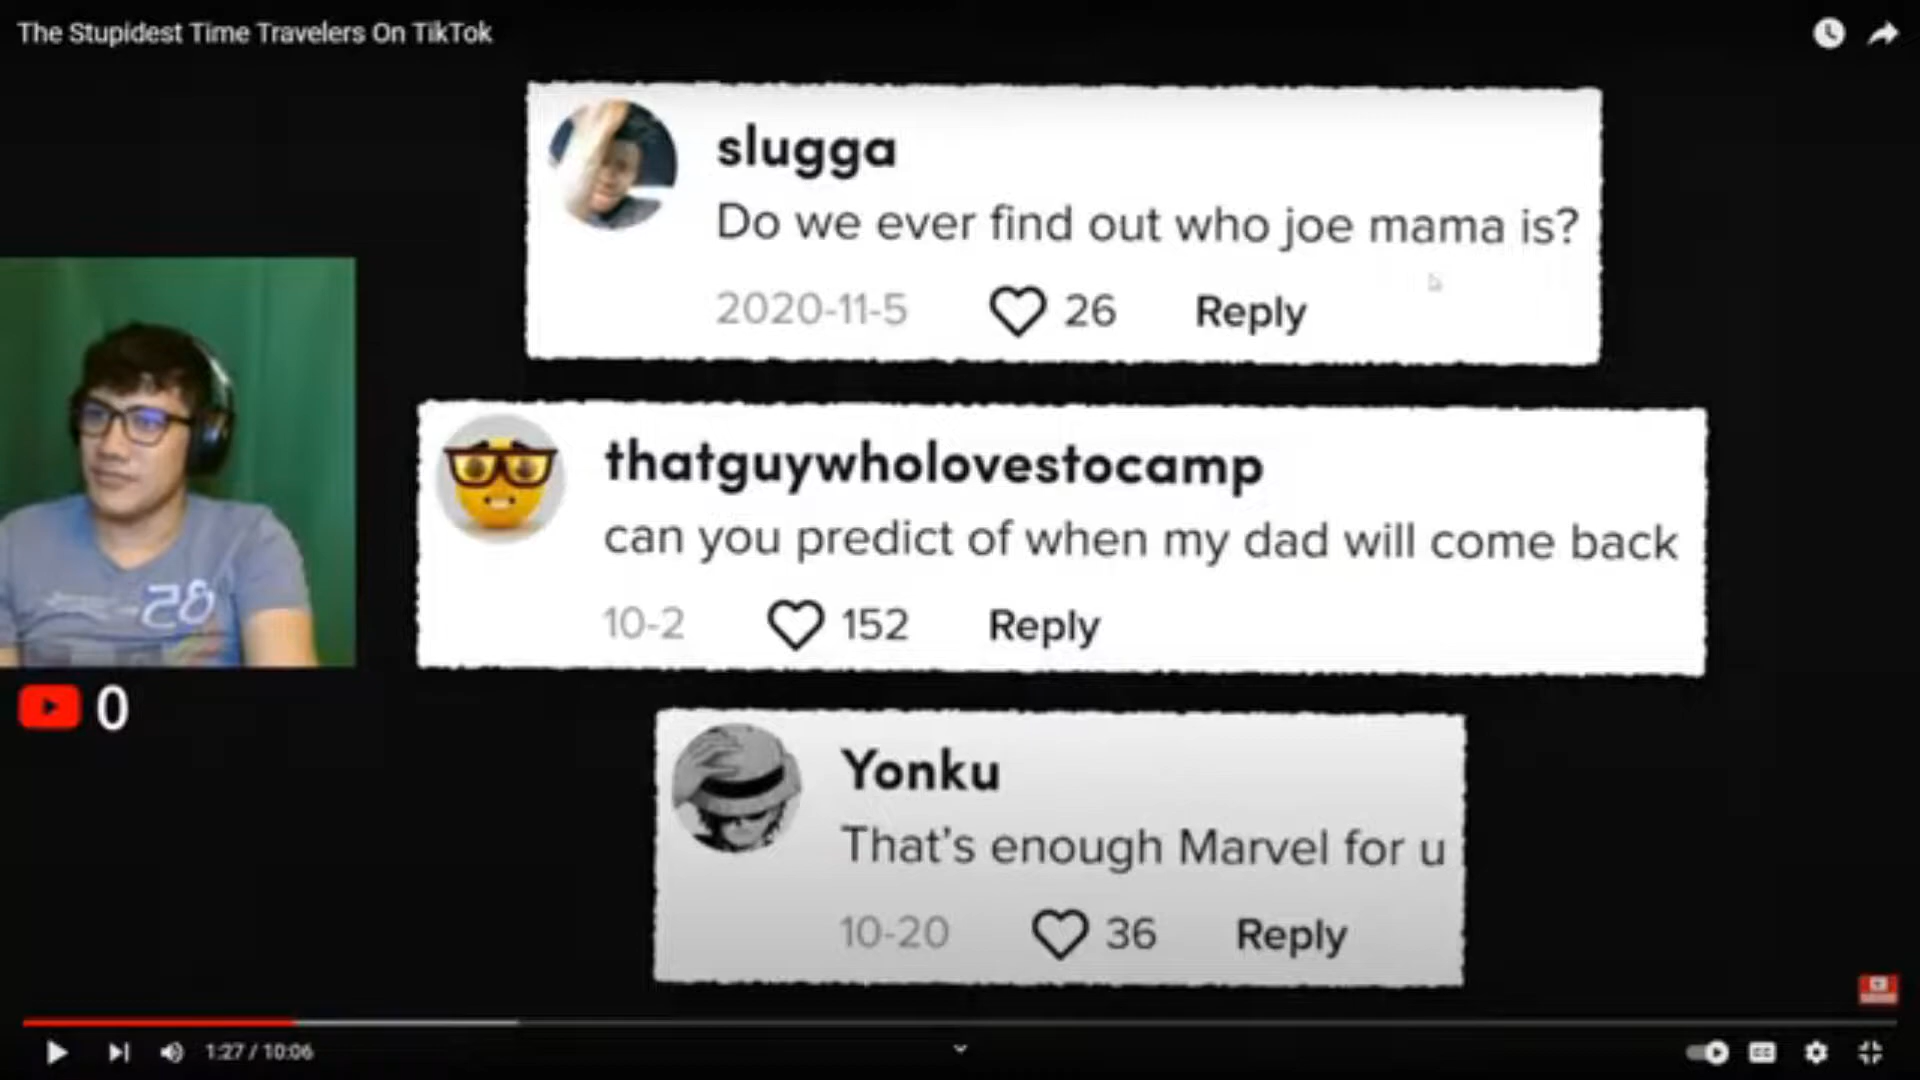 The Stupidest Time Travelers On TikTok
slugga
Do we ever find out who joe mama is?
2020-11-5 26 Reply
thatguywholovestocamp
can you predict of when my dad will come back
10-2 152 Reply
28
0
Yonku
That's enough Marvel for u
10-20 36 Reply
1:27 / 10:06
CC